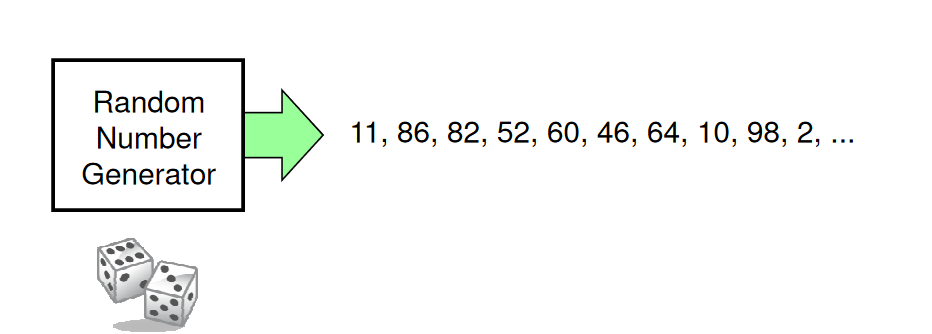 Random
Number
Generator
11, 86, 82, 52, 60, 46, 64, 10, 98, 2, ...